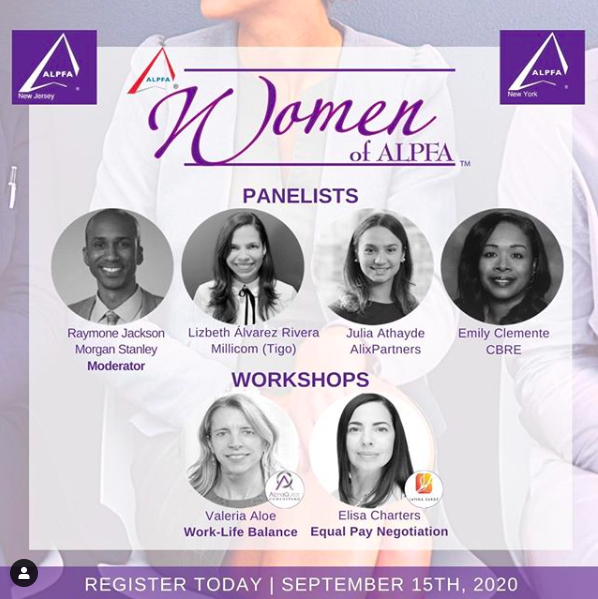 ALPFA
New Jersey
ALPFA
New York
ALPFA
Women
of ALPFA TM
PANELISTS
Raymone Jackson
Morgan Stanley
Moderator
Lizbeth Álvarez Rivera
Millicom (Tigo)
Julia Athayde
AlixPartners
Emily Clemente
CBRE
WORKSHOPS
Valeria Aloe
Work-Life Balance
Elisa Charters
Equal Pay Negotiation
REGISTER TODAY | SEPTEMBER 15TH, 2020